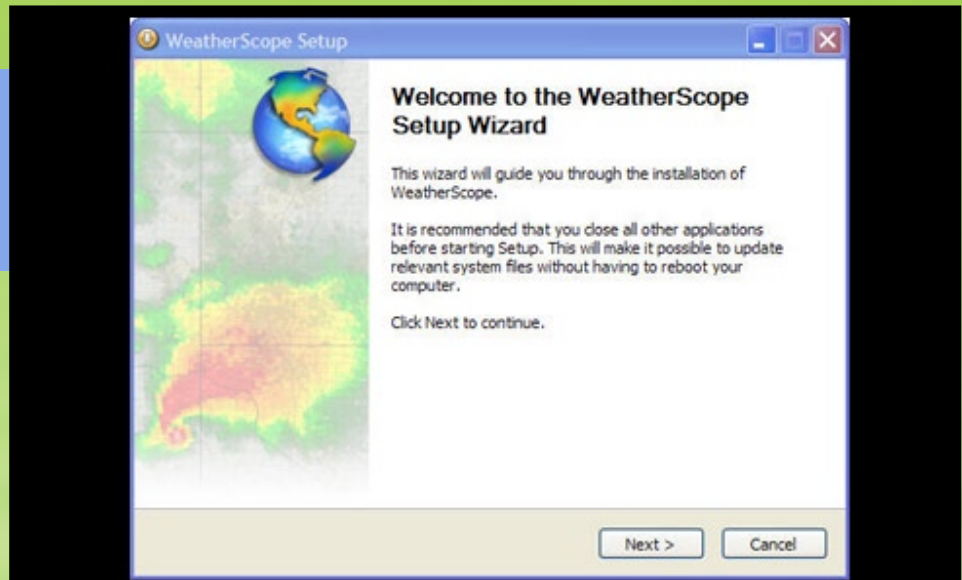 WeatherScope Setup
Welcome to the WeatherScope
Setup Wizard
This wizard will guide you through the installation of
WeatherScope.
It is recommended that you close all other applications
before starting Setup. This will make it possible to update
relevant system files without having to reboot your
computer.
Click Next to continue.
Next >
Cancel